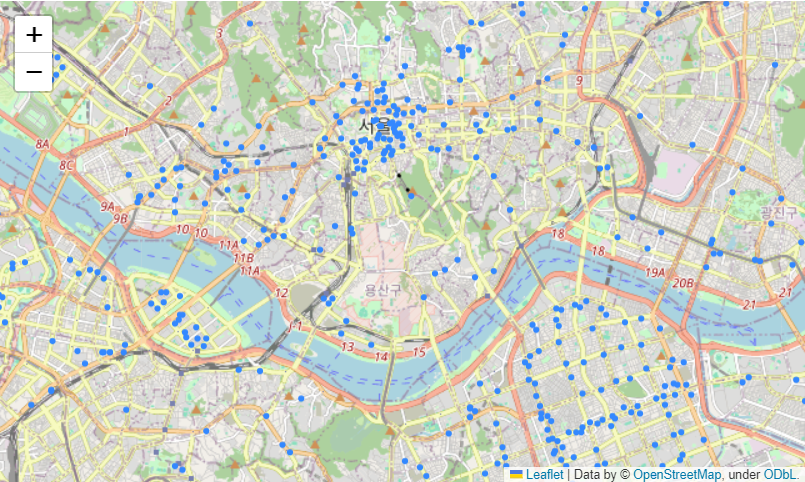 +
3
−
9
2
1
서울
8A
8C
9A
9B
광진구
10 10
18
11A
18
11B
11A
19A
12
용산구
20B
21
21
J-1
13
15
14
Leaflet | Data by © OpenStreetMap, under ODbL.